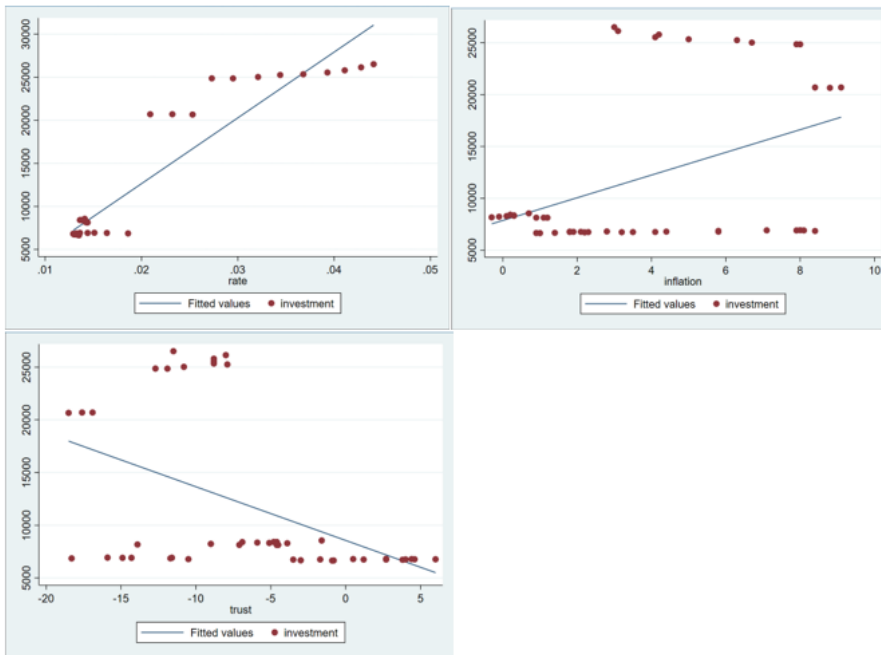 30000
25000
20000
15000
10000
5000
.01 .02 .03 .04 .05
rate
Fitted values investment
25000
20000
15000
10000
5000
0 2 4 6 8 10
inflation
Fitted values investment
25000
20000
15000
10000
5000
-20 -15 -10 -5 0 5
trust
Fitted values investment